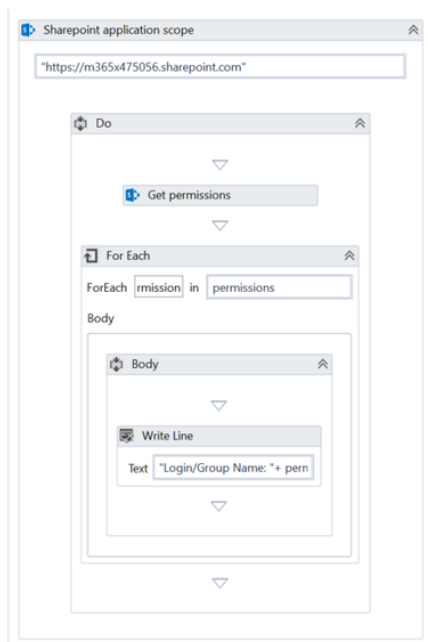 Sharepoint application scope
"https://m365x475056.sharepoint.com"
Do
Get permissions
For Each
ForEach rmission in permissions
Body
Body
Write Line
Text "Login/Group Name: "+ perm